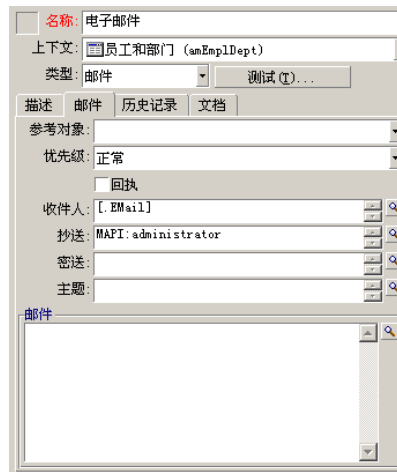 名称: 电子邮件
上下文: 员工和部门 (amEmplDept)
类型: 邮件 测试(T)...
描述 邮件 历史记录 文档
参考对象:
优先级: 正常
回执
收件人: [.EMail]
抄送: MAPI:administrator
密送:
主题:
邮件